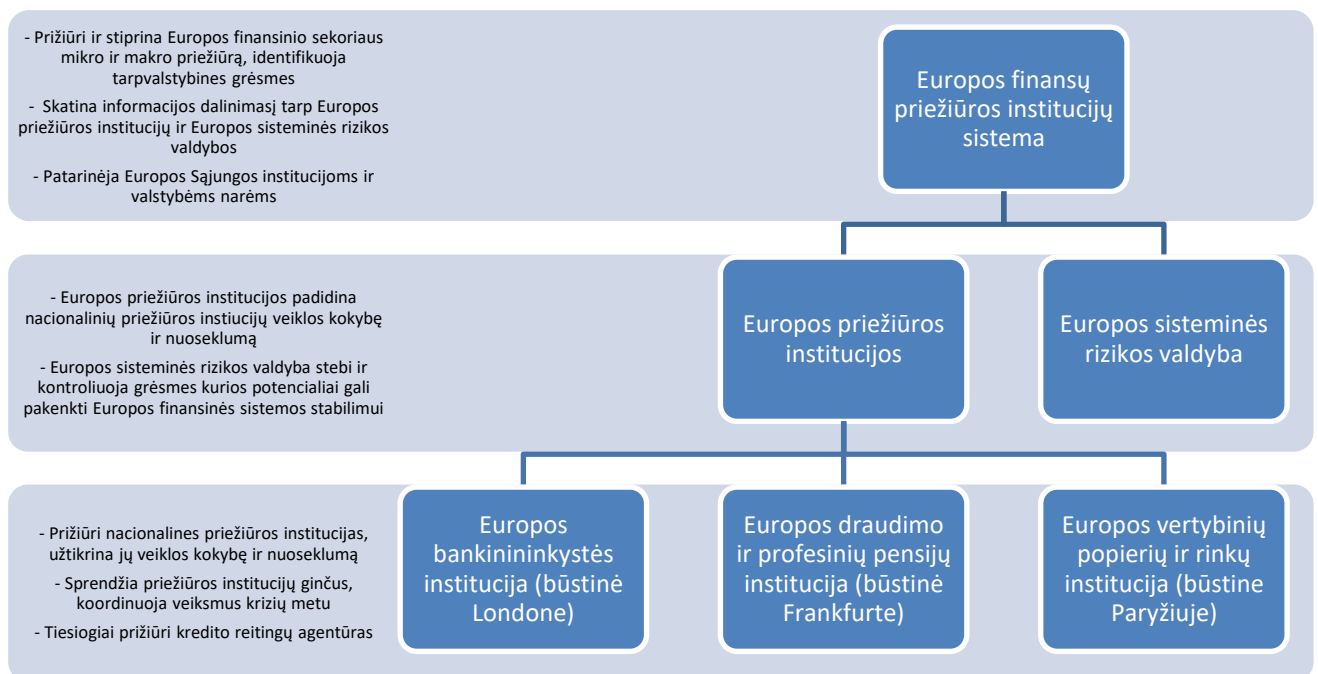 - Prižiūri ir stiprina Europos finansinio sektoriaus
mikro ir makro priežiūrą, identifikuoja
tarpvalstybines grėsmes
- Skatina informacijos dalinimasį tarp Europos
priežiūros institucijų ir Europos sisteminės rizikos
valdybos
- Patarinėja Europos Sąjungos institucijoms ir
valstybėms narėms
Europos finansų
priežiūros institucijų
sistema
- Europos priežiūros institucijos padidina
nacionalinių priežiūros instiucijų veiklos kokybę
ir nuoseklumą
- Europos sisteminės rizikos valdyba stebi ir
kontroliuoja grėsmes kurios potencialiai gali
pakenkti Europos finansinės sistemos stabilimui
Europos priežiūros
institucijos
Europos sisteminės
rizikos valdyba
- Prižiūri nacionalines priežiūros institucijas,
užtikrina jų veiklos kokybę ir nuoseklumą
- Sprendžia priežiūros institucijų ginčus,
koordinuoja veiksmus krizių metu
- Tiesiogiai prižiūri kredito reitingų agentūras
Europos
bankinininkystės
institucija (būstinė
Londone)
Europos draudimo
ir profesinių pensijų
institucija (būstinė
Frankfurte)
Europos vertybinių
popierių ir rinkų
institucija (būstine
Paryžiuje)